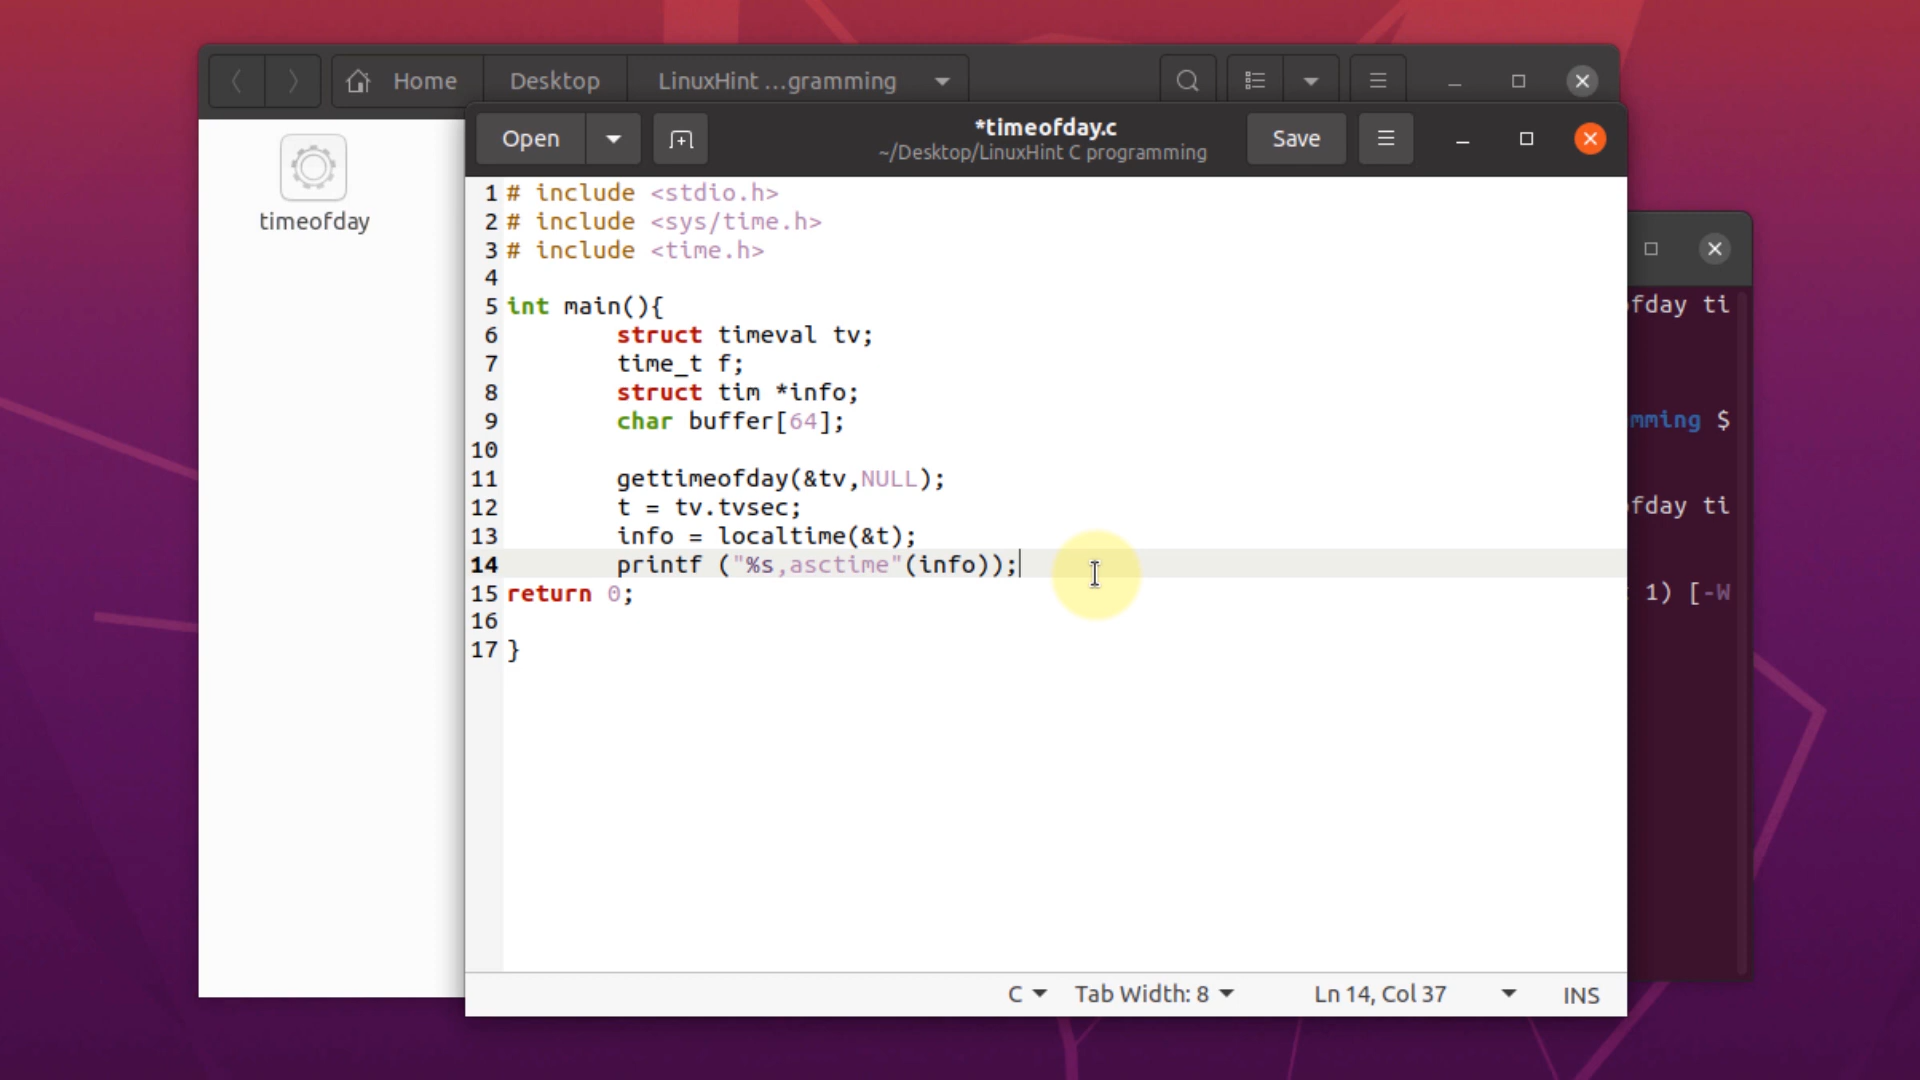 Home Desktop LinuxHint ...gramming
timeofday
Open *timeofday.c Save
~/Desktop/LinuxHint C programming
1 # include <stdio.h>
2 # include <sys/time.h>
3 # include <time.h>
4
5 int main(){
6 struct timeval tv;
7 time_t f;
8 struct tim *info;
9 char buffer[64];
10
11 gettimeofday(&tv,NULL);
12 t = tv.tvsec;
13 info = localtime(&t);
14 printf ("%s,asctime"(info));
15 return 0;
16
17 }
C Tab Width: 8 Ln 14, Col 37 INS
fday ti
mming $
fday ti
1) [-W